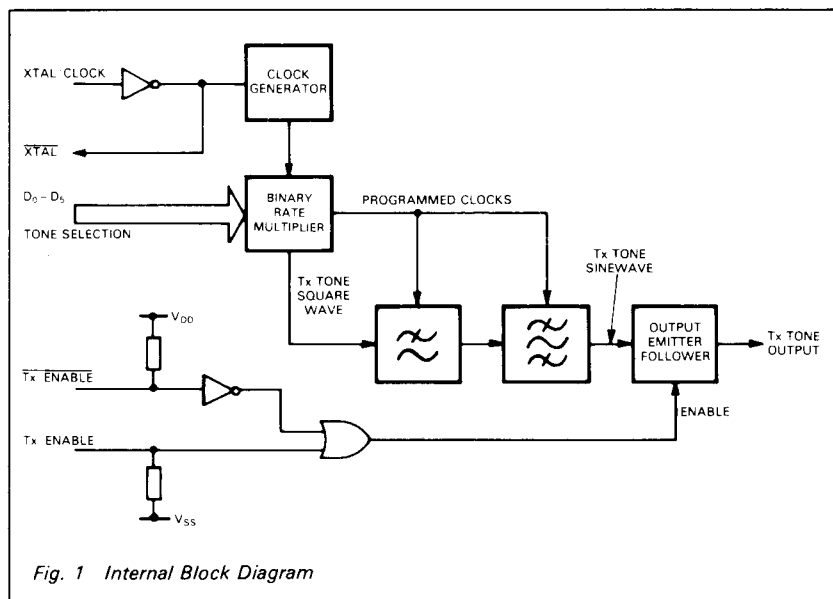 XTAL CLOCK
CLOCK
GENERATOR
XTAL
D₀ – D₅
TONE SELECTION
BINARY
RATE
MULTIPLIER
PROGRAMMED CLOCKS
Tx TONE
SQUARE
WAVE
Tx TONE
SINEWAVE
OUTPUT
EMITTER
FOLLOWER
Tx TONE
OUTPUT
VDD
Tx ENABLE
Tx ENABLE
ENABLE
VSS
Fig. 1 Internal Block Diagram